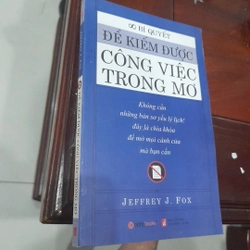 ∞ BÍ QUYẾT
ĐỂ KIẾM ĐƯỢC
CÔNG VIỆC
TRONG MƠ
Không cần
những bản sơ yếu lý lịch!
đây là chìa khóa
để mở mọi cánh cửa
mà bạn cần
JEFFREY J. FOX